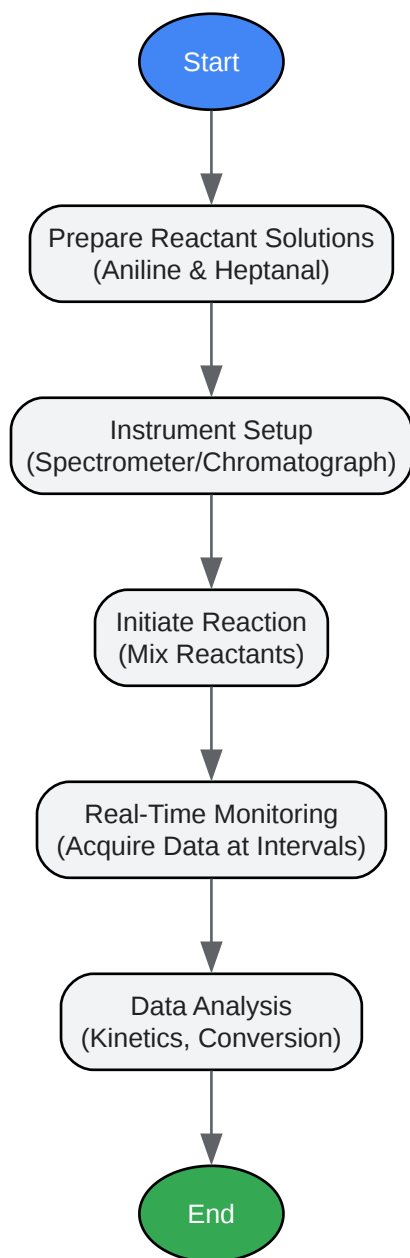 Start
Prepare Reactant Solutions
(Aniline & Heptanal)
Instrument Setup
(Spectrometer/Chromatograph)
Initiate Reaction
(Mix Reactants)
Real-Time Monitoring
(Acquire Data at Intervals)
Data Analysis
(Kinetics, Conversion)
End